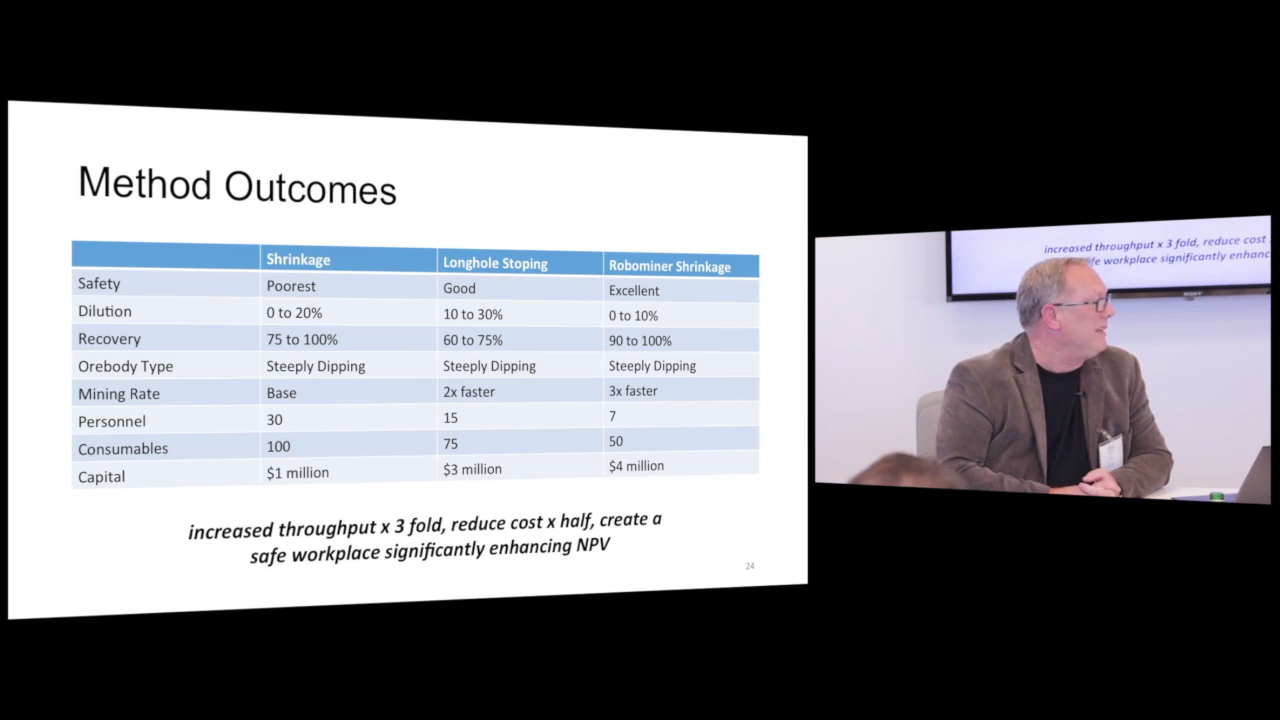 Method Outcomes
Shrinkage Longhole Stoping Robominer Shrinkage
Safety Poorest Good Excellent
Dilution 0 to 20% 10 to 30% 0 to 10%
Recovery 75 to 100% 60 to 75% 90 to 100%
Orebody Type Steeply Dipping Steeply Dipping Steeply Dipping
Mining Rate Base 2x faster 3x faster
Personnel 30 15 7
Consumables 100 75 50
Capital $1 million $3 million $4 million
increased throughput x 3 fold, reduce cost x half, create a
safe workplace significantly enhancing NPV
24
increased throughput x 3 fold, reduce cost
fe workplace significantly enhanc
SONY